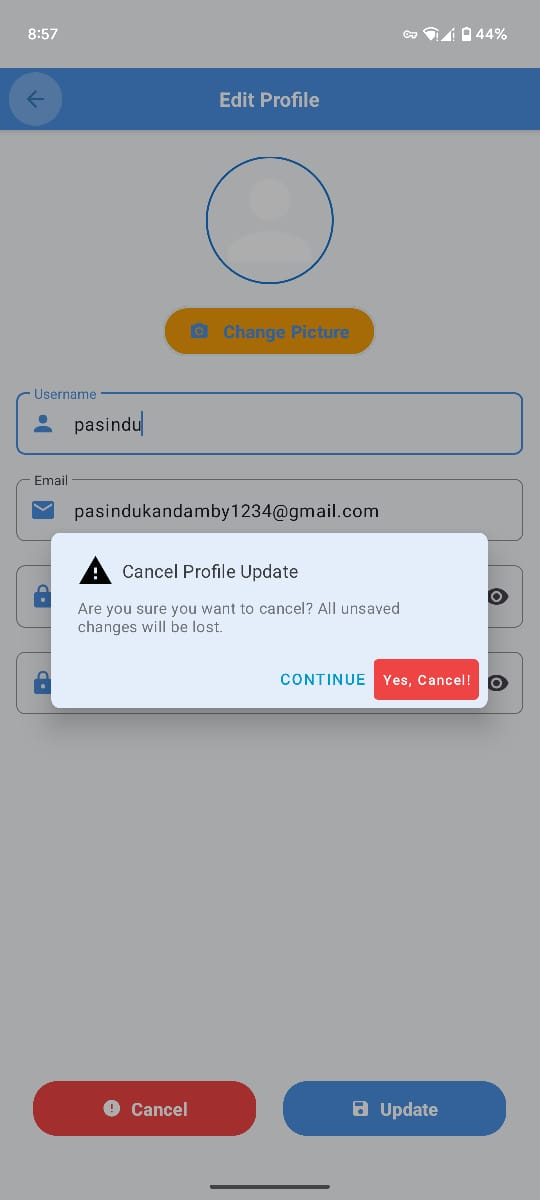 8:57
44%
Edit Profile
Change Picture
Username
pasindu
Email
pasindukandamby1234@gmail.com
Cancel Profile Update
Are you sure you want to cancel? All unsaved
changes will be lost.
CONTINUE
Yes, Cancel!
Cancel
Update